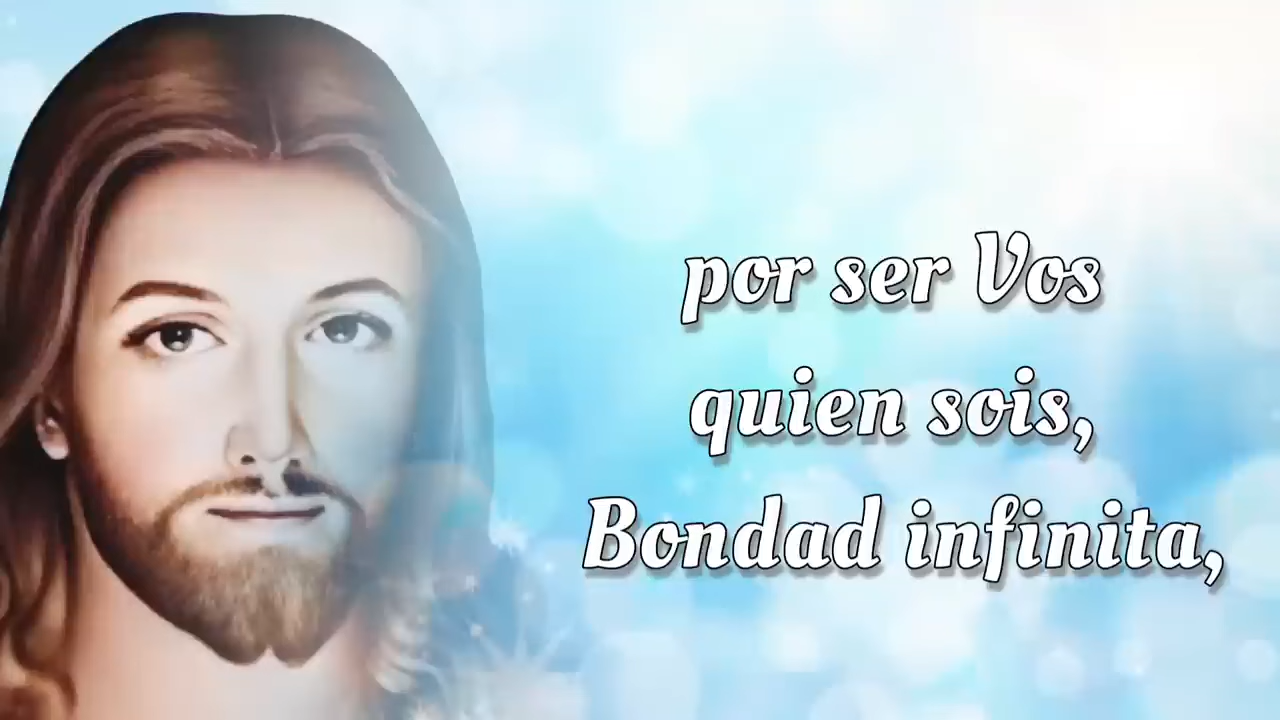 por ser Vos
quien sois,
Bondad infinita,